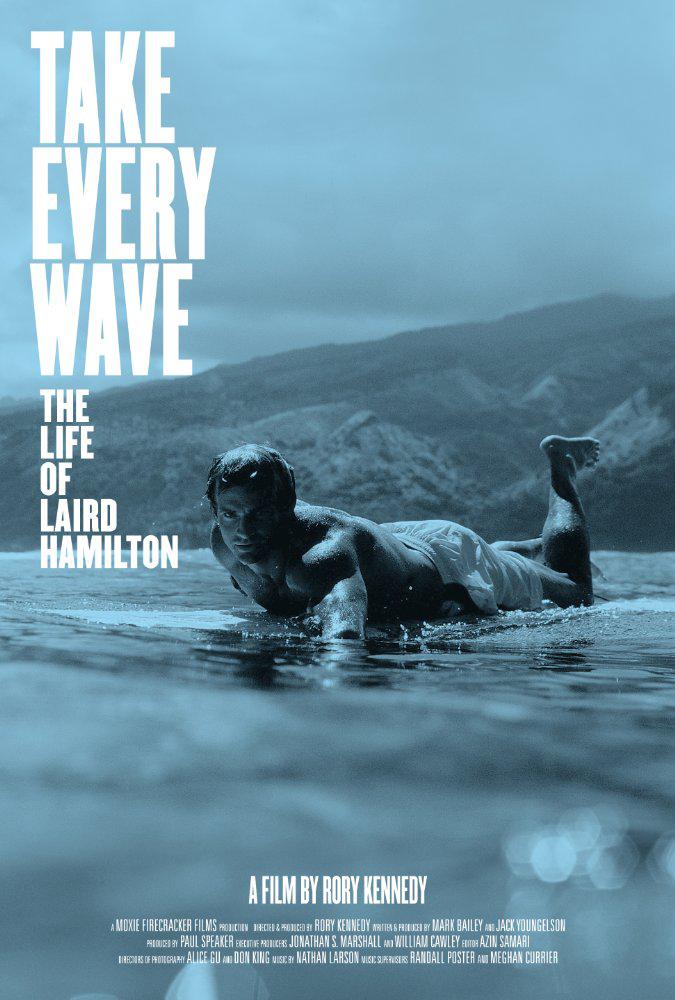 TAKE
EVERY
WAVE
THE
LIFE
OF
LAIRD
HAMILTON
A FILM BY RORY KENNEDY
A MOXIE FIRECRACKER FILMS PRODUCTION DIRECTED & PRODUCED BY RORY KENNEDY WRITTEN & PRODUCED BY MARK BAILEY AND JACK YOUNGELSON
PRODUCED BY PAUL SPEAKER EXECUTIVE PRODUCERS JONATHAN S. MARSHALL AND WILLIAM CAWLEY EDITOR AZIN SAMARI
DIRECTORS OF PHOTOGRAPHY ALICE GU AND DON KING MUSIC BY NATHAN LARSON MUSIC SUPERVISORS RANDALL POSTER AND MEGHAN CURRIER